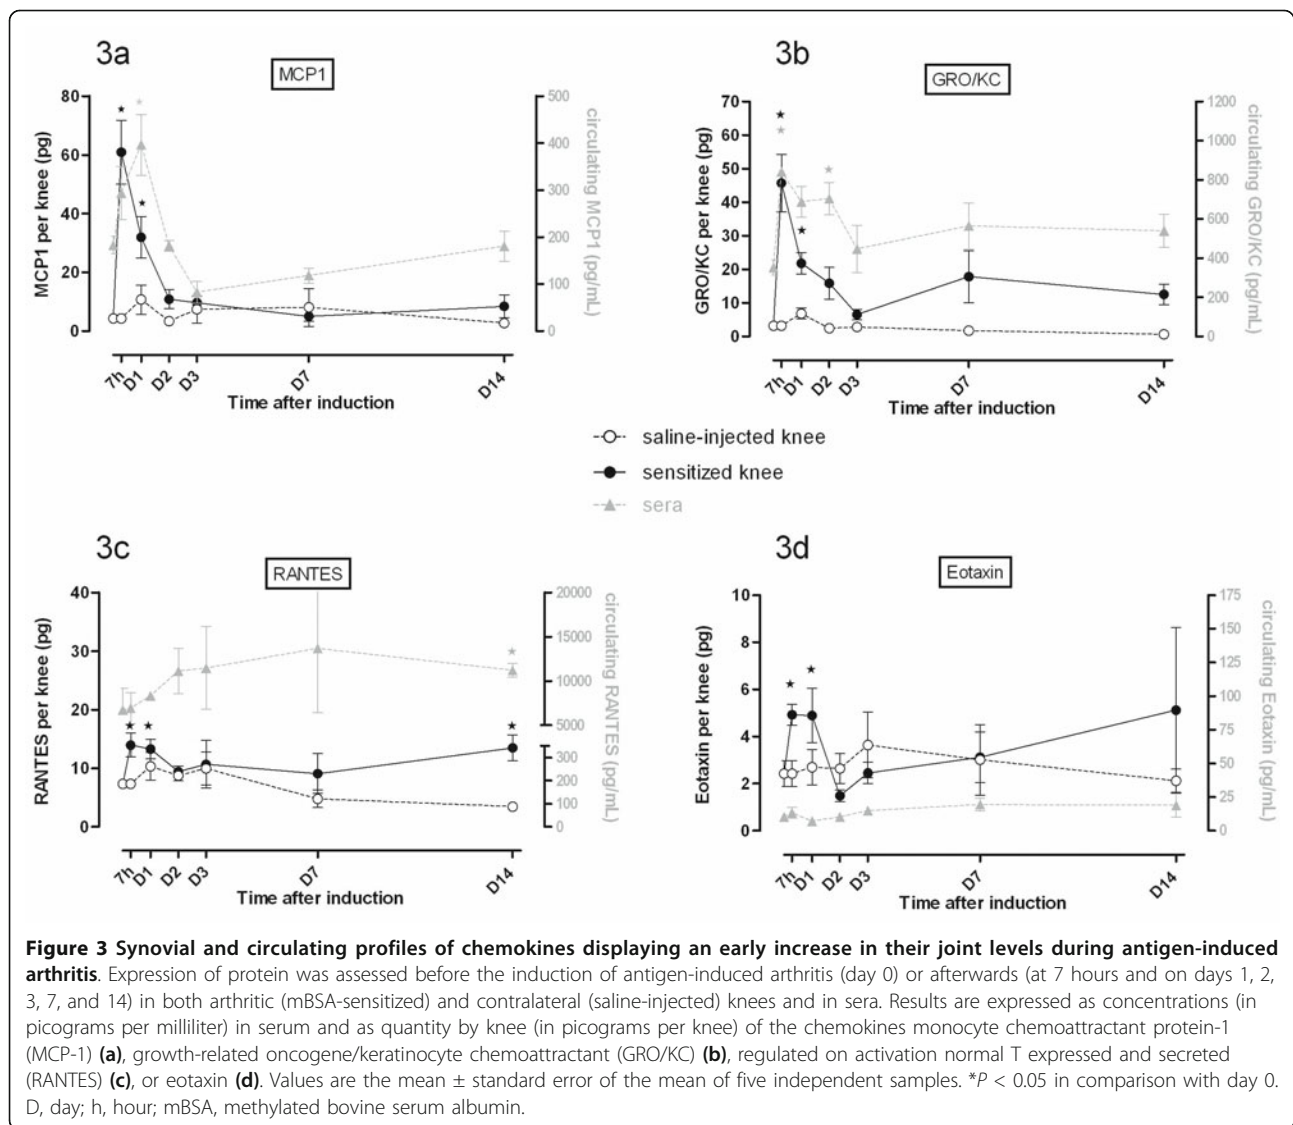 3a
MCP1
80
60
40
20
0
MCP1 per knee (pg)
500
400
300
200
100
0
circulating MCP1 (pg/mL)
7h
D1
D2
D3
D7
D14
Time after induction
3b
GRO/KC
70
60
50
40
30
20
10
0
GRO/KC per knee (pg)
1200
1000
800
600
400
200
0
circulating GRO/KC (pg/mL)
7h
D1
D2
D3
D7
D14
Time after induction
saline-injected knee
sensitized knee
sera
3c
RANTES
40
30
20
10
0
RANTES per knee (pg)
20000
15000
10000
5000
300
200
100
0
circulating RANTES (pg/mL)
7h
D1
D2
D3
D7
D14
Time after induction
3d
Eotaxin
10
8
6
4
2
0
Eotaxin per knee (pg)
175
150
125
100
75
50
25
0
circulating Eotaxin (pg/mL)
7h
D1
D2
D3
D7
D14
Time after induction
Figure 3 Synovial and circulating profiles of chemokines displaying an early increase in their joint levels during antigen-induced
arthritis. Expression of protein was assessed before the induction of antigen-induced arthritis (day 0) or afterwards (at 7 hours and on days 1, 2,
3, 7, and 14) in both arthritic (mBSA-sensitized) and contralateral (saline-injected) knees and in sera. Results are expressed as concentrations (in
picograms per milliliter) in serum and as quantity by knee (in picograms per knee) of the chemokines monocyte chemoattractant protein-1
(MCP-1) (a), growth-related oncogene/keratinocyte chemoattractant (GRO/KC) (b), regulated on activation normal T expressed and secreted
(RANTES) (c), or eotaxin (d). Values are the mean ± standard error of the mean of five independent samples. *P < 0.05 in comparison with day 0.
D, day; h, hour; mBSA, methylated bovine serum albumin.